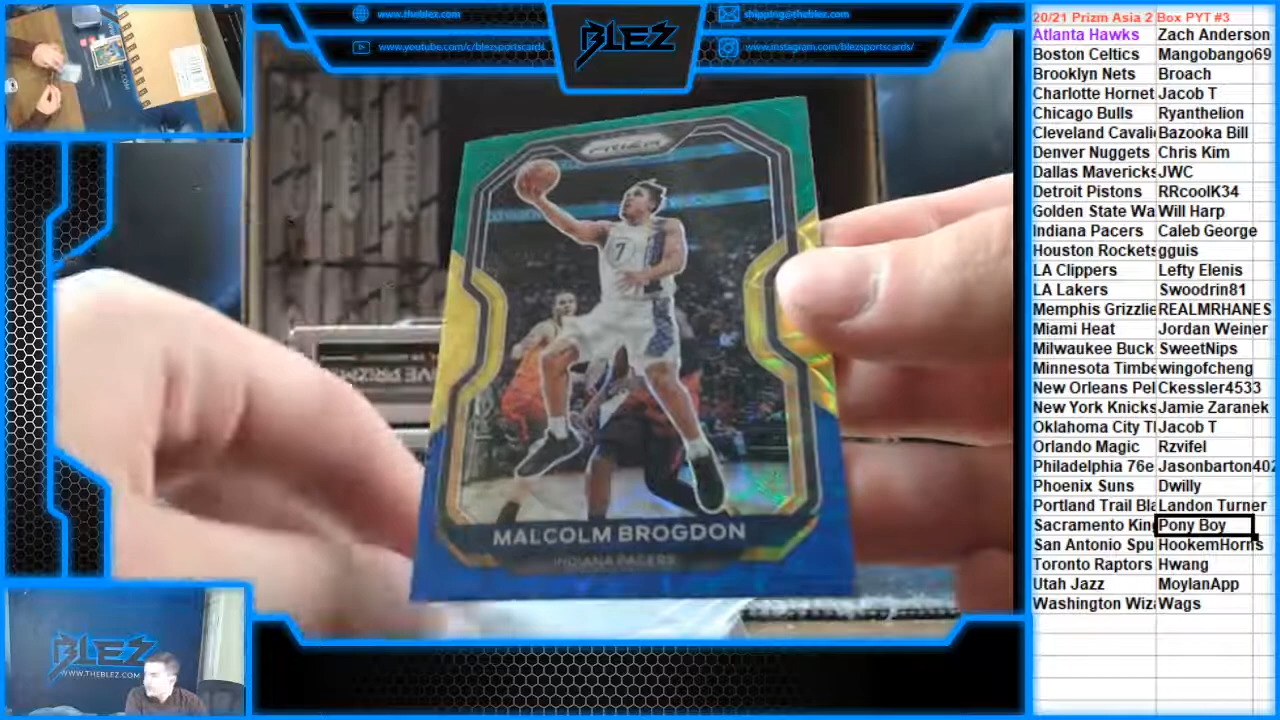 www.theblez.com
shipping@theblez.com
www.youtube.com/c/blezsportscards
www.instagram.com/blezsportscards/
BLEZ
PRIZM
7
MALCOLM BROGDON
INDIANA PACERS
BLEZ
WWW.THEBLEZ.COM
20/21 Prizm Asia 2 Box PYT #3
Atlanta Hawks Zach Anderson
Boston Celtics Mangobango69
Brooklyn Nets Broach
Charlotte Hornet Jacob T
Chicago Bulls Ryanthelion
Cleveland Cavali Bazooka Bill
Denver Nuggets Chris Kim
Dallas Mavericks JWC
Detroit Pistons RRcoolK34
Golden State Wa Will Harp
Indiana Pacers Caleb George
Houston Rockets gguis
LA Clippers Lefty Elenis
LA Lakers Swoodrin81
Memphis Grizzlie REALMRHANES
Miami Heat Jordan Weiner
Milwaukee Buck SweetNips
Minnesota Timbe wingofcheng
New Orleans Pel Ckessler4533
New York Knicks Jamie Zaranek
Oklahoma City Tl Jacob T
Orlando Magic Rzvifel
Philadelphia 76e Jasonbarton402
Phoenix Suns Dwilly
Portland Trail Bla Landon Turner
Sacramento King Pony Boy
San Antonio Spu HookemHorns
Toronto Raptors Hwang
Utah Jazz MoylanApp
Washington Wiza Wags